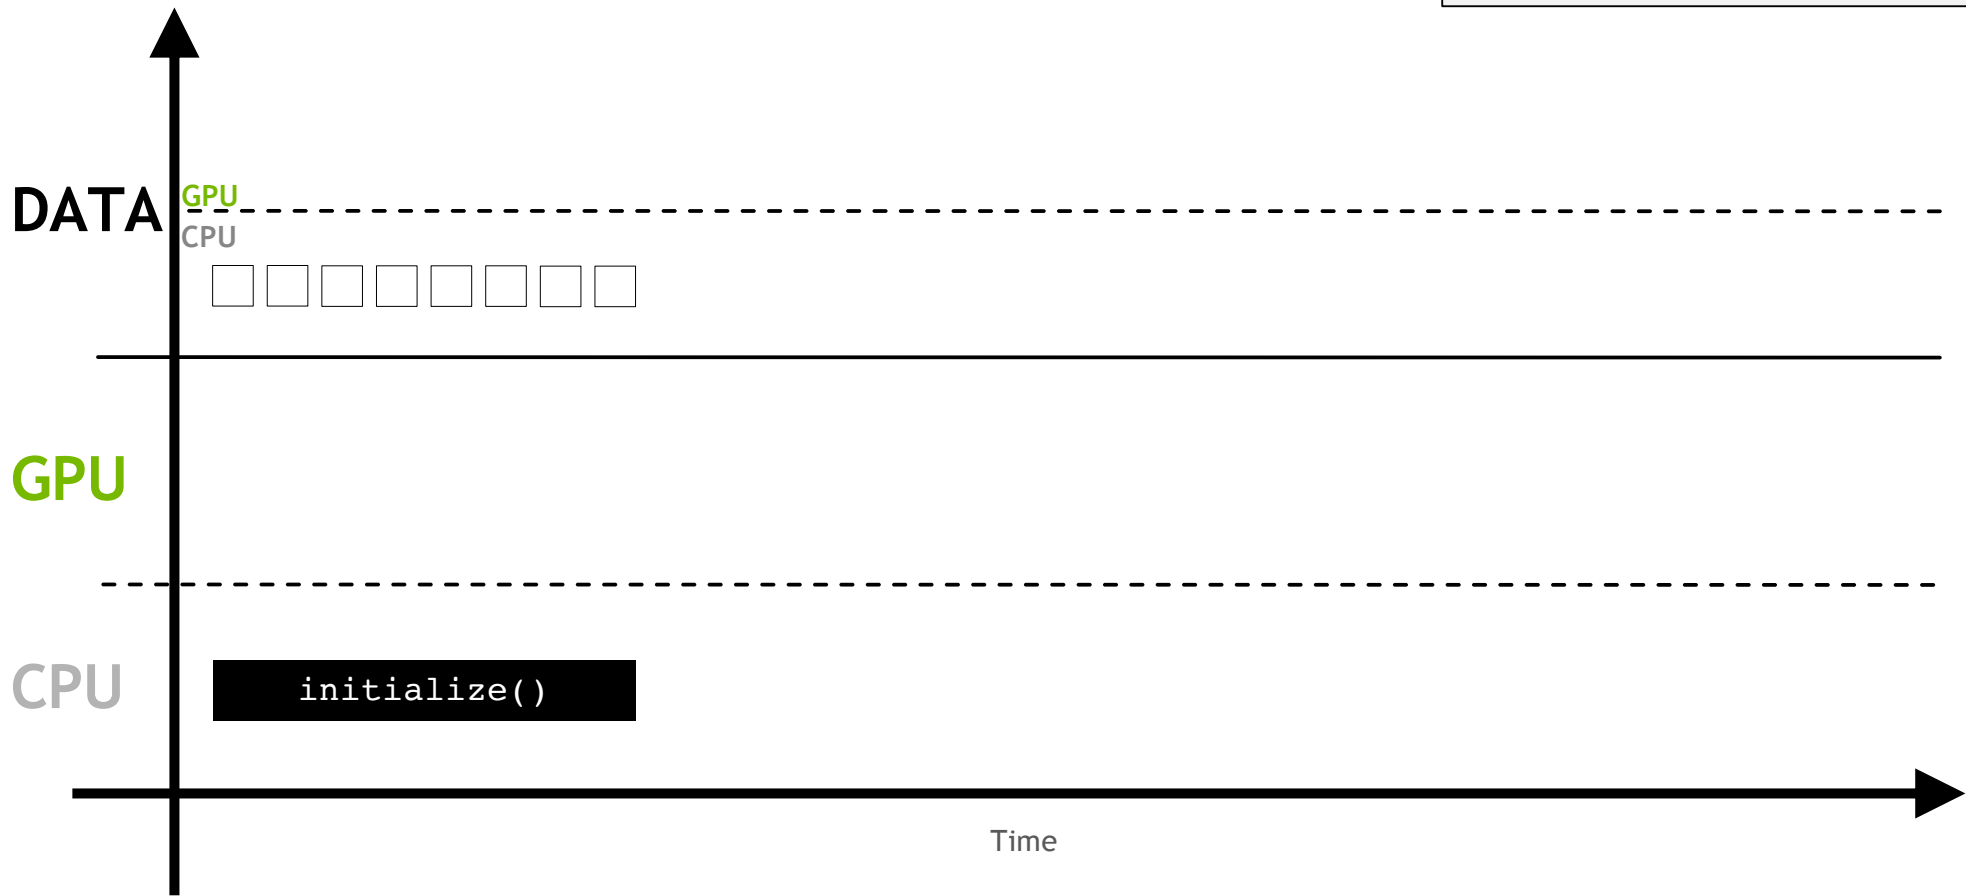 DATA
GPU
CPU
GPU
CPU
initialize()
Time